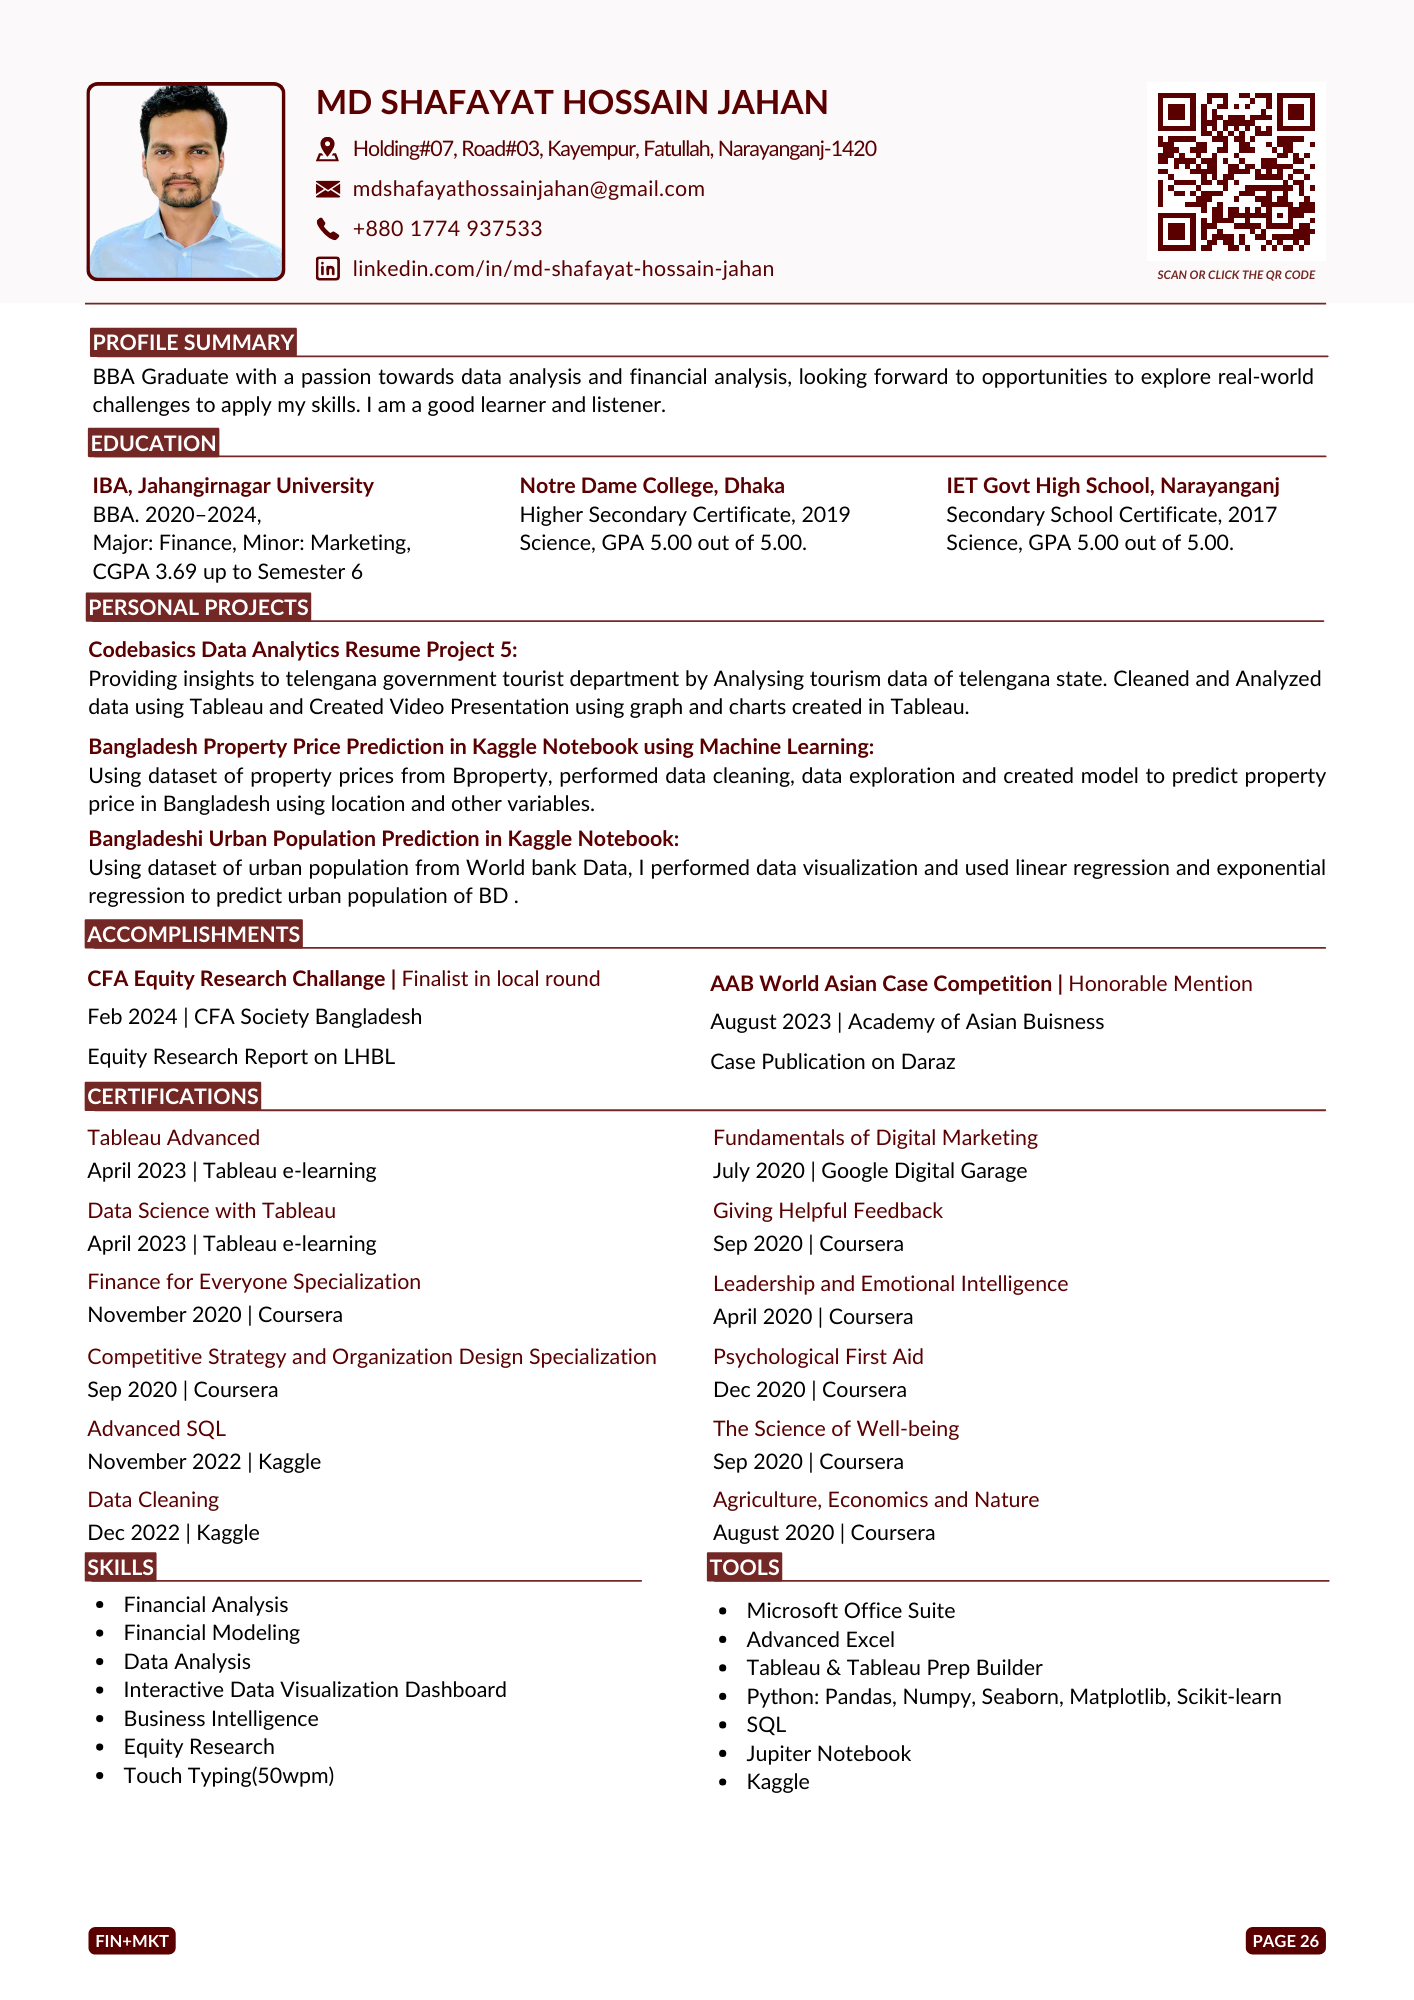 MD SHAFAYAT HOSSAIN JAHAN
Holding#07, Road#03, Kayempur, Fatullah, Narayanganj-1420
mdshafayathossainjahan@gmail.com
+880 1774 937533
linkedin.com/in/md-shafayat-hossain-jahan
SCAN OR CLICK THE QR CODE
PROFILE SUMMARY
BBA Graduate with a passion towards data analysis and financial analysis, looking forward to opportunities to explore real-world
challenges to apply my skills. I am a good learner and listener.
EDUCATION
IBA, Jahangirnagar University
BBA. 2020–2024,
Major: Finance, Minor: Marketing,
CGPA 3.69 up to Semester 6
Notre Dame College, Dhaka
Higher Secondary Certificate, 2019
Science, GPA 5.00 out of 5.00.
IET Govt High School, Narayanganj
Secondary School Certificate, 2017
Science, GPA 5.00 out of 5.00.
PERSONAL PROJECTS
Codebasics Data Analytics Resume Project 5:
Providing insights to telengana government tourist department by Analysing tourism data of telengana state. Cleaned and Analyzed
data using Tableau and Created Video Presentation using graph and charts created in Tableau.
Bangladesh Property Price Prediction in Kaggle Notebook using Machine Learning:
Using dataset of property prices from Bproperty, performed data cleaning, data exploration and created model to predict property
price in Bangladesh using location and other variables.
Bangladeshi Urban Population Prediction in Kaggle Notebook:
Using dataset of urban population from World bank Data, I performed data visualization and used linear regression and exponential
regression to predict urban population of BD .
ACCOMPLISHMENTS
CFA Equity Research Challange | Finalist in local round
Feb 2024 | CFA Society Bangladesh
Equity Research Report on LHBL
AAB World Asian Case Competition | Honorable Mention
August 2023 | Academy of Asian Buisness
Case Publication on Daraz
CERTIFICATIONS
Tableau Advanced
April 2023 | Tableau e-learning
Data Science with Tableau
April 2023 | Tableau e-learning
Finance for Everyone Specialization
November 2020 | Coursera
Competitive Strategy and Organization Design Specialization
Sep 2020 | Coursera
Advanced SQL
November 2022 | Kaggle
Data Cleaning
Dec 2022 | Kaggle
Fundamentals of Digital Marketing
July 2020 | Google Digital Garage
Giving Helpful Feedback
Sep 2020 | Coursera
Leadership and Emotional Intelligence
April 2020 | Coursera
Psychological First Aid
Dec 2020 | Coursera
The Science of Well-being
Sep 2020 | Coursera
Agriculture, Economics and Nature
August 2020 | Coursera
SKILLS
• Financial Analysis
• Financial Modeling
• Data Analysis
• Interactive Data Visualization Dashboard
• Business Intelligence
• Equity Research
• Touch Typing(50wpm)
TOOLS
• Microsoft Office Suite
• Advanced Excel
• Tableau & Tableau Prep Builder
• Python: Pandas, Numpy, Seaborn, Matplotlib, Scikit-learn
• SQL
• Jupiter Notebook
• Kaggle
FIN+MKT
PAGE 26